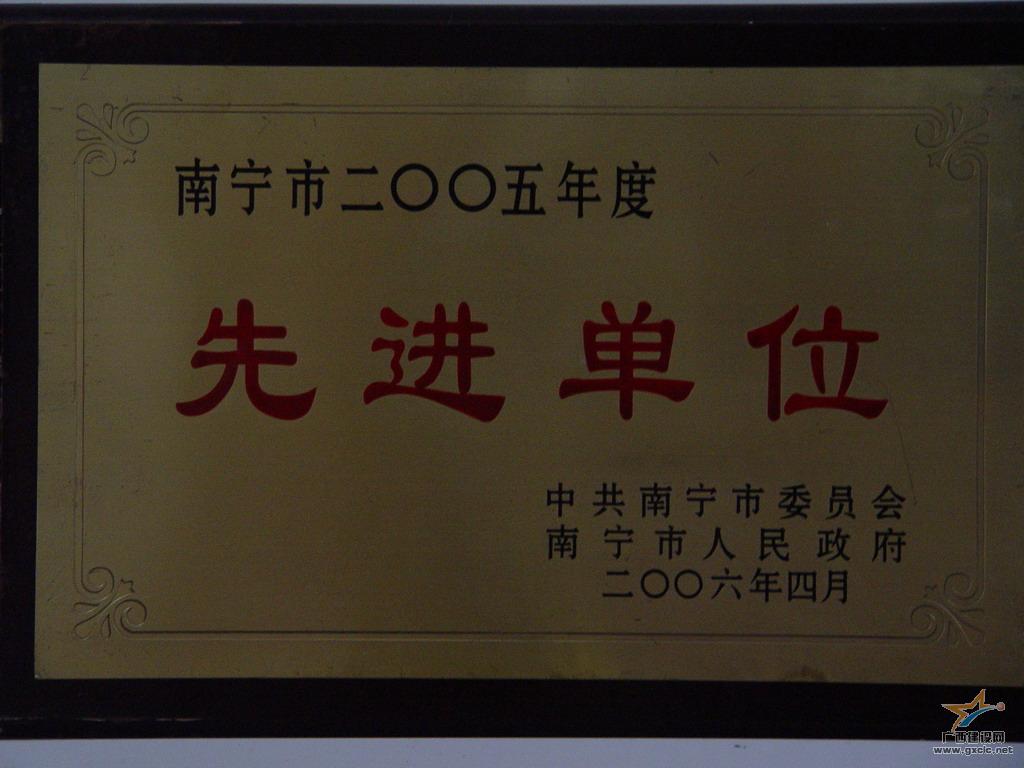 南宁市二〇〇五年度
先进单位
中共南宁市委员会
南宁市人民政府
二〇〇六年四月
广西建设网
www.gxcic.net